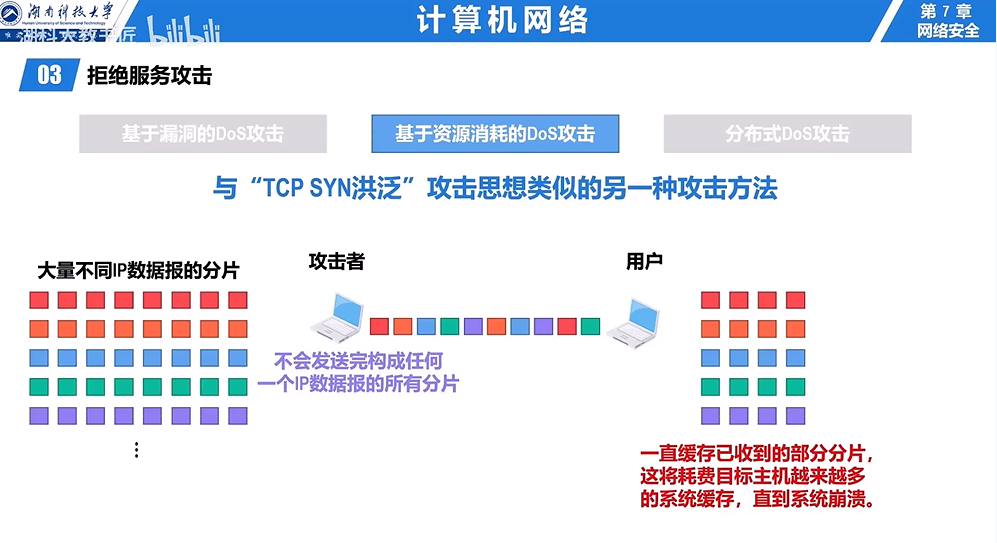 湖南科技大学
Hunan University of Science and Technology
计算机网络
第 7 章
网络安全
湖科大教书匠
bilibili
03
拒绝服务攻击
基于漏洞的DoS攻击
基于资源消耗的DoS攻击
分布式DoS攻击
与“TCP SYN洪泛”攻击思想类似的另一种攻击方法
大量不同IP数据报的分片
攻击者
用户
不会发送完构成任何
一个IP数据报的所有分片
⋮
一直缓存已收到的部分分片，
这将耗费目标主机越来越多
的系统缓存，直到系统崩溃。